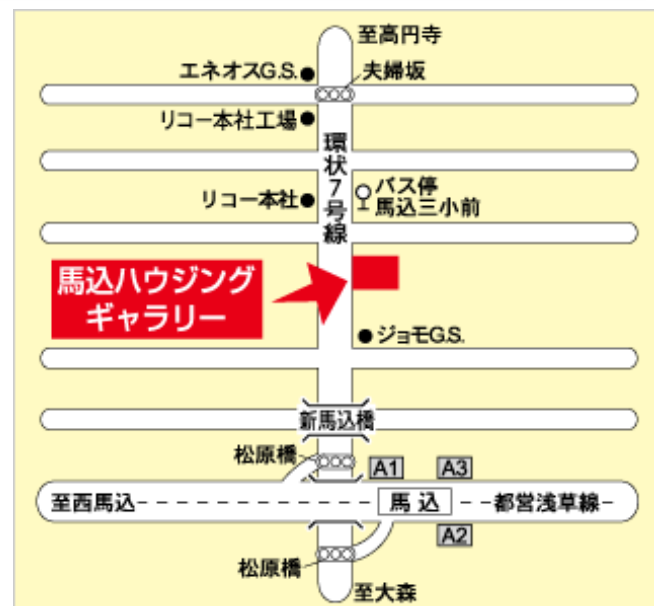 至高円寺
エネオスG.S.
夫婦坂
リコー本社工場
環状7号線
リコー本社
バス停
馬込三小前
馬込ハウジング
ギャラリー
ジョモG.S.
新馬込橋
松原橋
A1
A3
至西馬込
馬込
都営浅草線
A2
松原橋
至大森